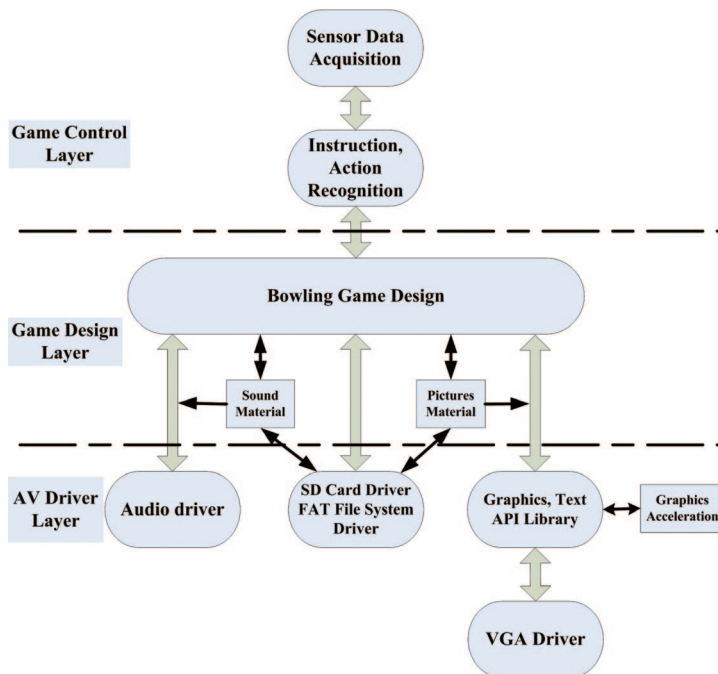 Sensor Data
Acquisition
Game Control
Layer
Instruction,
Action
Recognition
Bowling Game Design
Game Design
Layer
Sound
Material
Pictures
Material
AV Driver
Layer
Audio driver
SD Card Driver
FAT File System
Driver
Graphics, Text
API Library
Graphics
Acceleration
VGA Driver